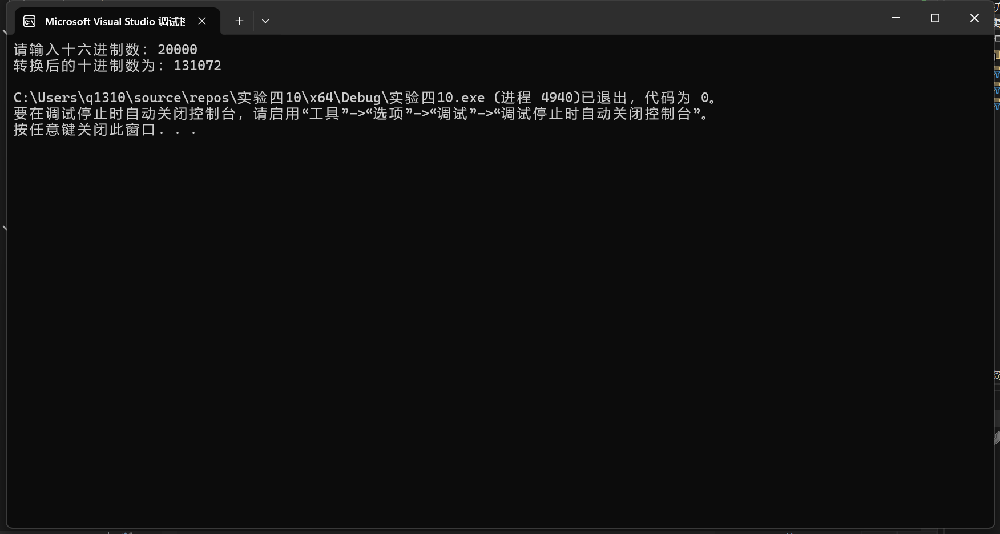 Microsoft Visual Studio 调试
请输入十六进制数：20000
转换后的十进制数为：131072
C:\Users\q1310\source\repos\实验四10\x64\Debug\实验四10.exe (进程 4940)已退出，代码为 0。
要在调试停止时自动关闭控制台，请启用“工具”->“选项”->“调试”->“调试停止时自动关闭控制台”。
按任意键关闭此窗口. . .